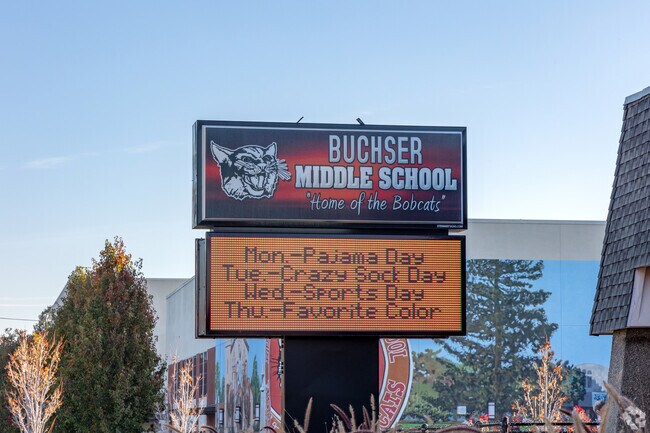 BUCHSER
MIDDLE SCHOOL
"Home of the Bobcats"
Mon.-Pajama Day
Tue.-Crazy Sock Day
Wed.-Sports Day
Thu.-Favorite Color
CATS